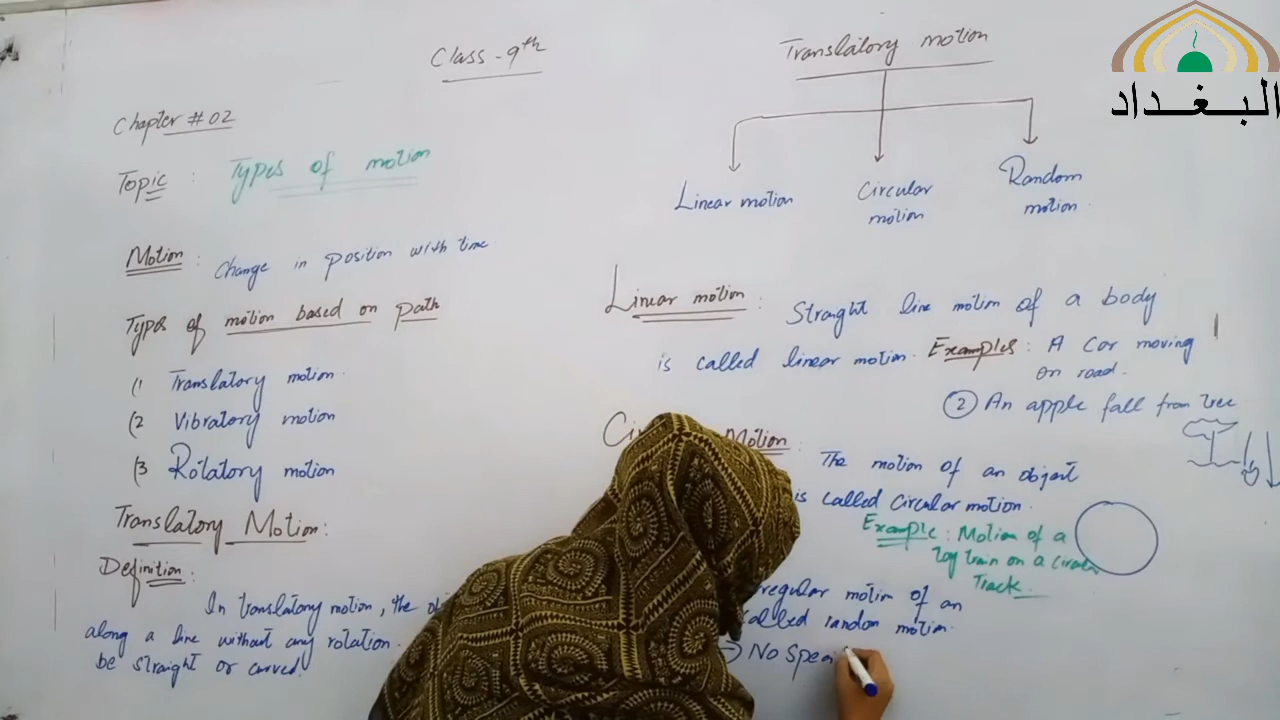 Class - 9th
Chapter # 02
Topic : Types of motion
Motion : Change in position with time
Types of motion based on path
(1 Translatory motion.
(2 Vibratory motion
(3 Rotatory motion
Translatory Motion :
Definition :
In translatory motion, the
along a line without any rotation.
be straight or curved.
Translatory motion
Linear motion
Circular motion
Random motion
Linear motion : Straight line motion of a body
is called linear motion. Examples : A Car moving
on road.
② An apple fall from tree
Motion :
The motion of an object
is called Circular motion.
Example : Motion of a
toy train on a
Track.
motion of an
random motion.
No
البغداد